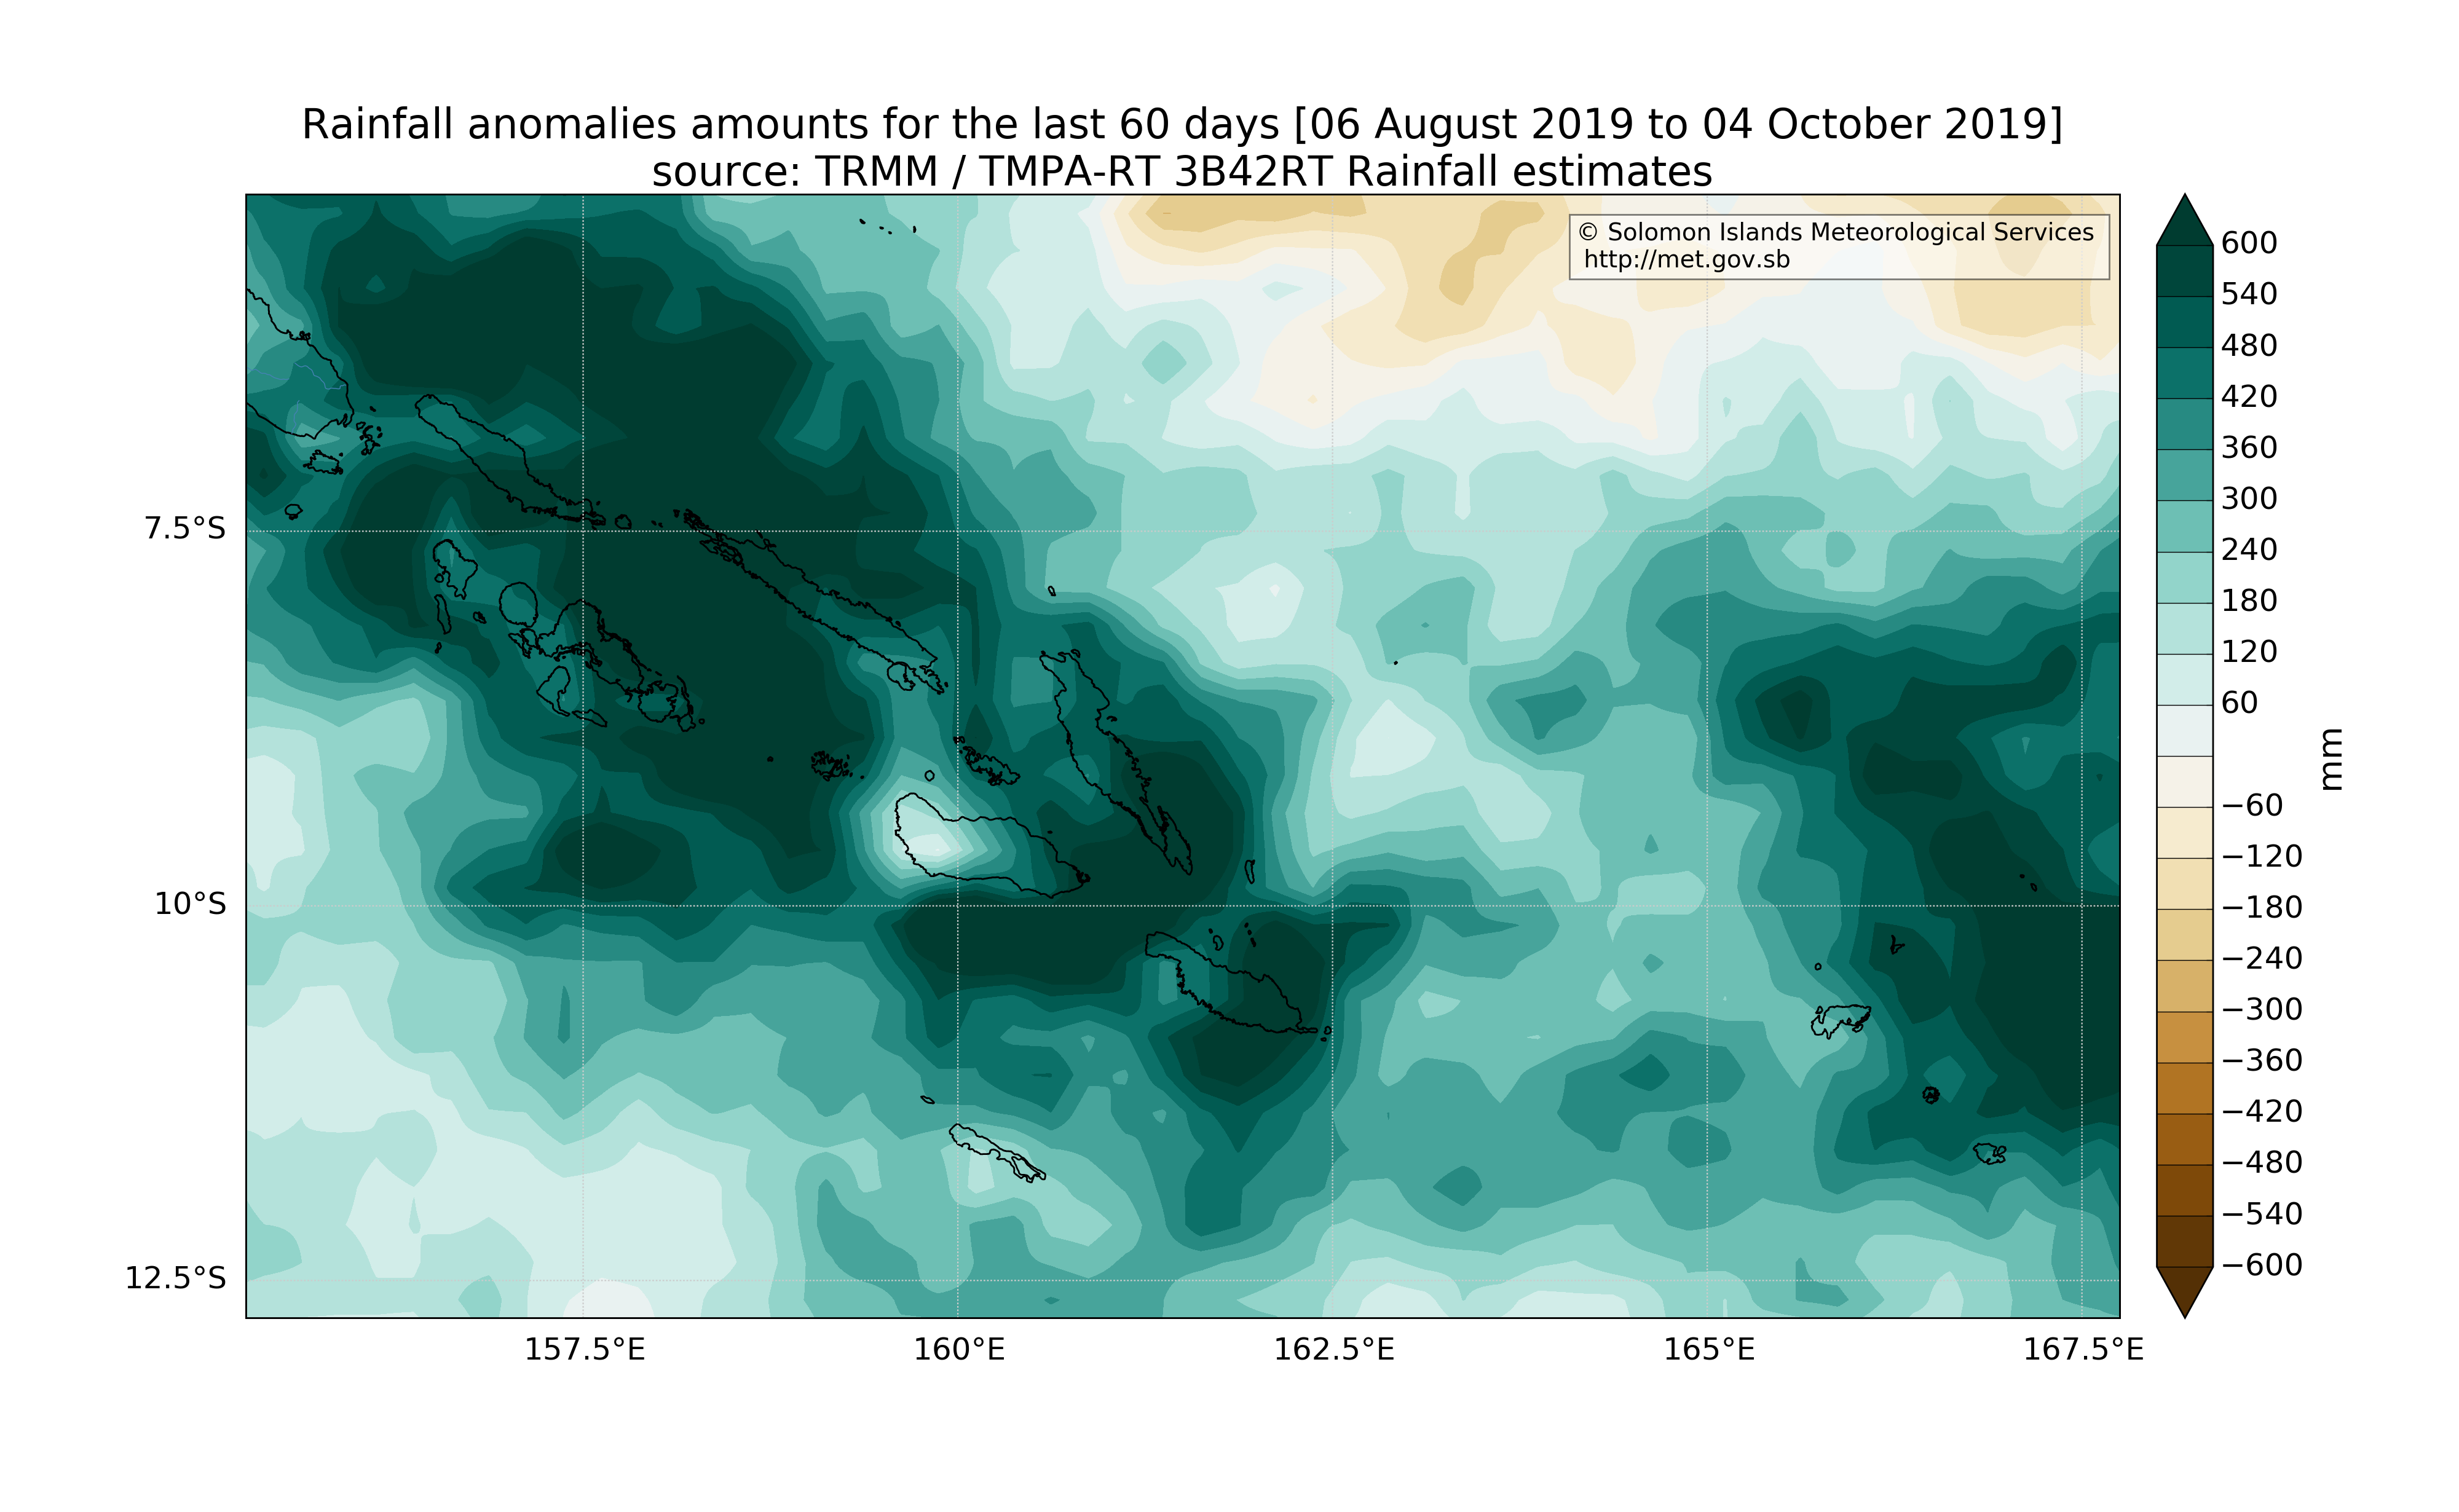 Rainfall anomalies amounts for the last 60 days [06 August 2019 to 04 October 2019]
source: TRMM / TMPA-RT 3B42RT Rainfall estimates
© Solomon Islands Meteorological Services
http://met.gov.sb
7.5°S
10°S
12.5°S
157.5°E
160°E
162.5°E
165°E
167.5°E
600
540
480
420
360
300
240
180
120
60
−60
−120
−180
−240
−300
−360
−420
−480
−540
−600
mm